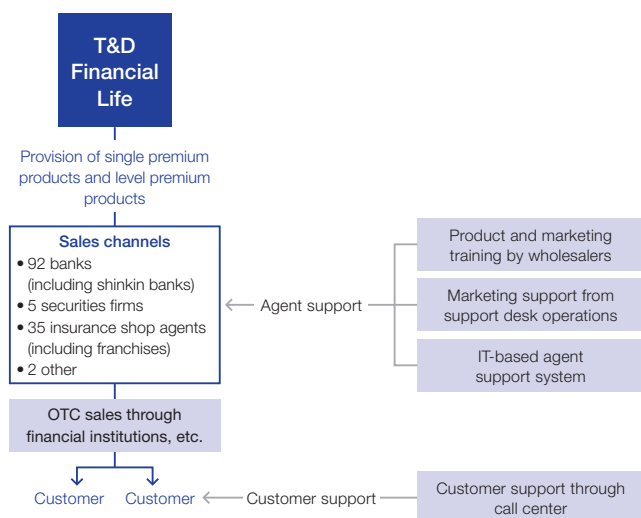 T&D
Financial
Life
Provision of single premium
products and level premium
products
Sales channels
• 92 banks
(including shinkin banks)
• 5 securities firms
• 35 insurance shop agents
(including franchises)
• 2 other
Agent support
Product and marketing
training by wholesalers
Marketing support from
support desk operations
IT-based agent
support system
OTC sales through
financial institutions, etc.
Customer Customer
Customer support
Customer support through
call center